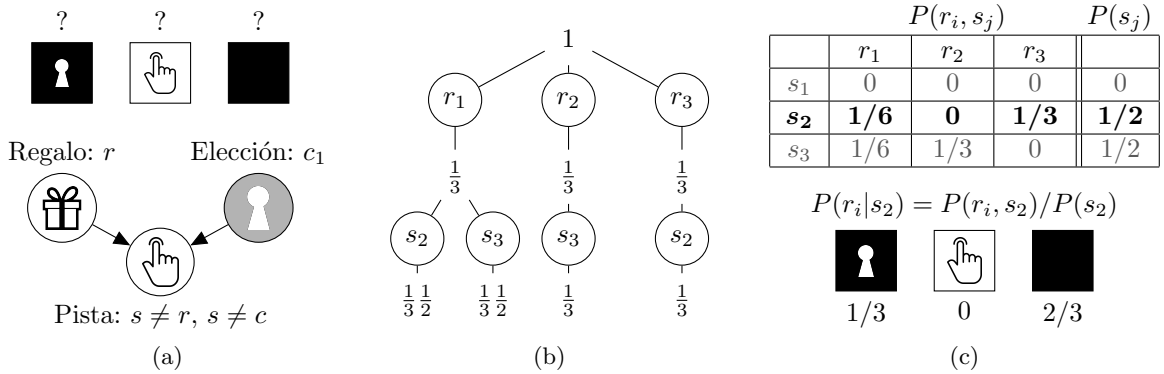 ? ? ?
Regalo: r Elección: c₁
Pista: s ≠ r, s ≠ c
(a)
1
r₁ r₂ r₃
1/3 1/3 1/3
s₂ s₃ s₃ s₂
1/3 1/2 1/3 1/2 1/3 1/3
(b)
P(rᵢ, sⱼ) P(sⱼ)
r₁ r₂ r₃
s₁ 0 0 0 0
s₂ 1/6 0 1/3 1/2
s₃ 1/6 1/3 0 1/2
P(rᵢ|s₂) = P(rᵢ, s₂)/P(s₂)
1/3 0 2/3
(c)